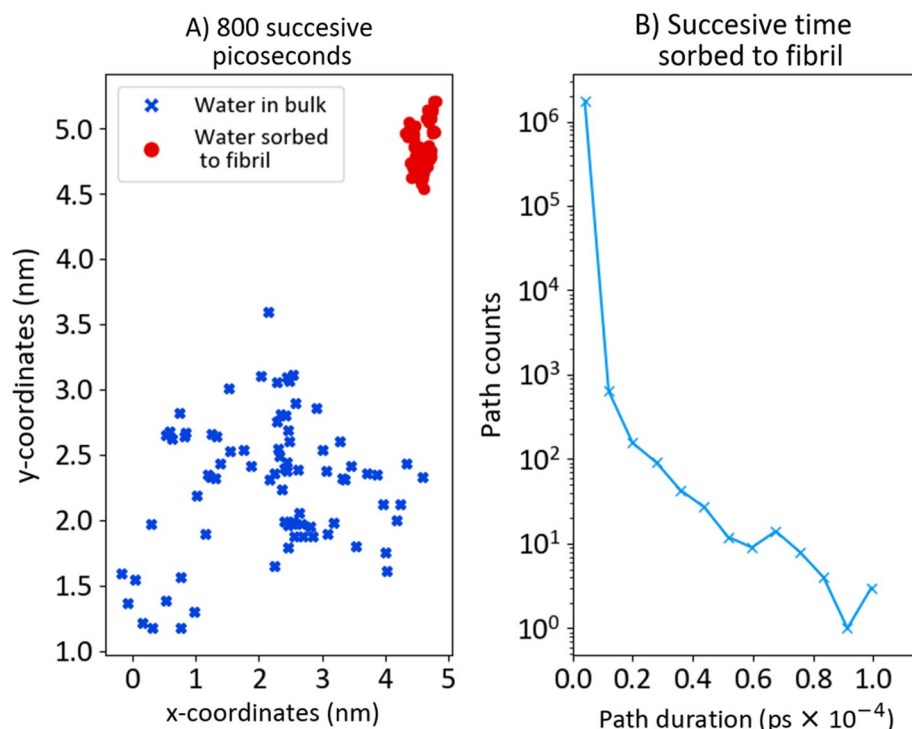 A) 800 succesive
picoseconds
Water in bulk
Water sorbed
to fibril
y-coordinates (nm)
5.0
4.5
4.0
3.5
3.0
2.5
2.0
1.5
1.0
0 1 2 3 4 5
x-coordinates (nm)
B) Succesive time
sorbed to fibril
Path counts
10⁶
10⁵
10⁴
10³
10²
10¹
10⁰
0.0 0.2 0.4 0.6 0.8 1.0
Path duration (ps × 10⁻⁴)